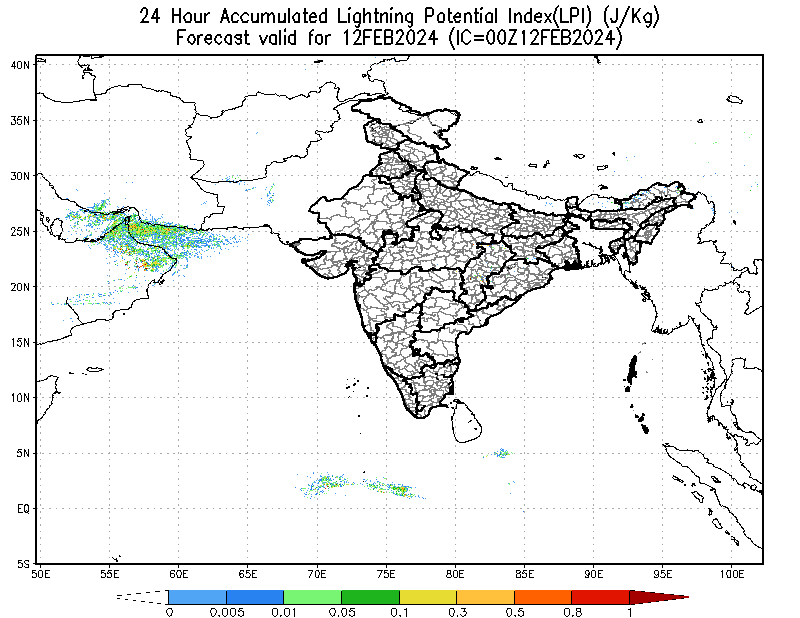 24 Hour Accumulated Lightning Potential Index(LPI) (J/Kg)
Forecast valid for 12FEB2024 (IC=00Z12FEB2024)
40N
35N
30N
25N
20N
15N
10N
5N
EQ
5S
50E 55E 60E 65E 70E 75E 80E 85E 90E 95E 100E
0 0.005 0.01 0.05 0.1 0.3 0.5 0.8 1